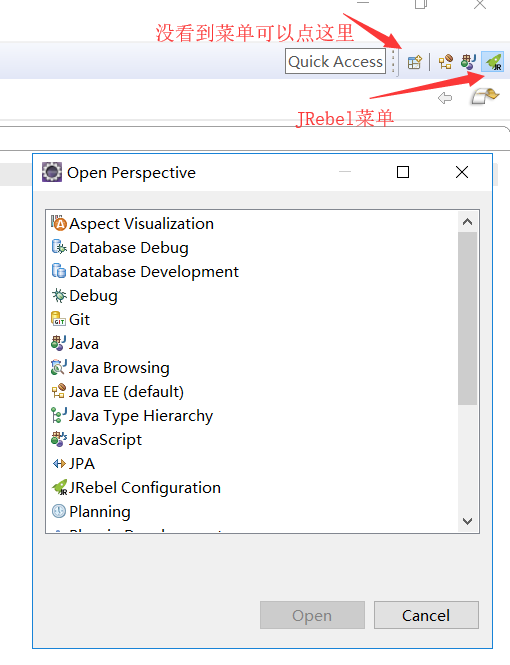 没看到菜单可以点这里
Quick Access
JRebel菜单
Open Perspective
Aspect Visualization
Database Debug
Database Development
Debug
Git
Java
Java Browsing
Java EE (default)
Java Type Hierarchy
JavaScript
JPA
JRebel Configuration
Planning
Open
Cancel